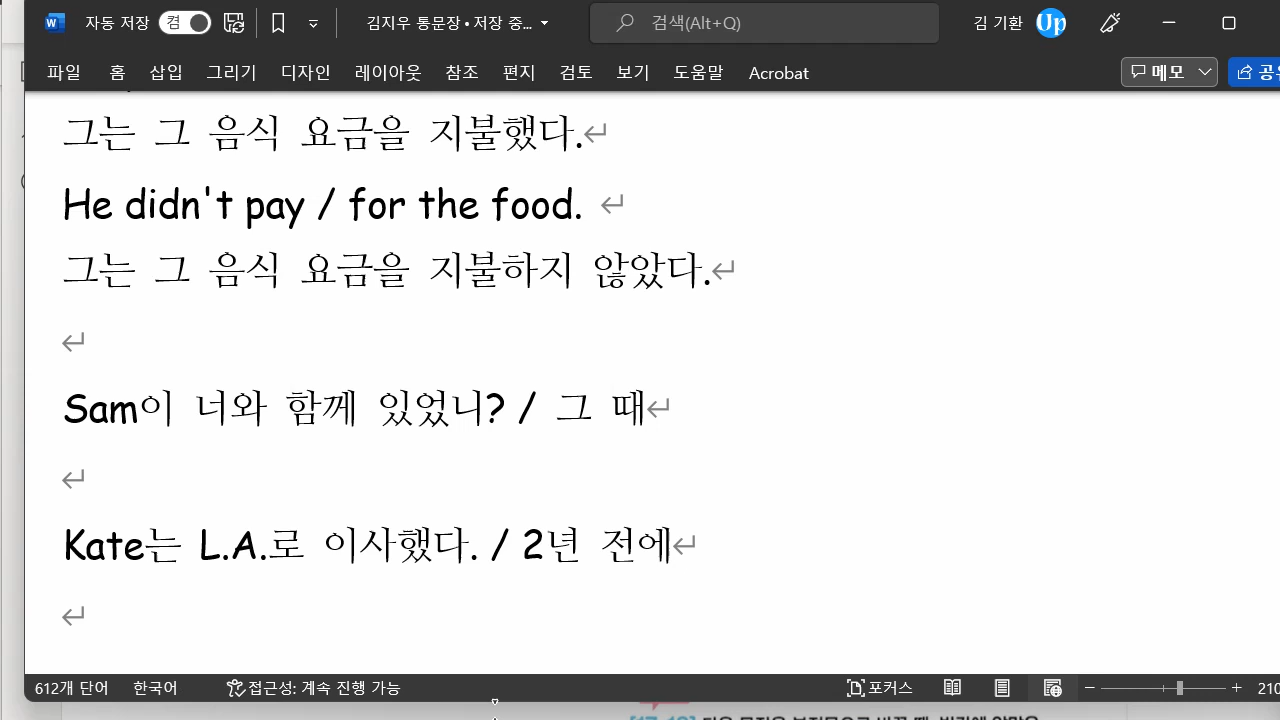 자동 저장 켬 김지우 통문장 • 저장 중... 검색(Alt+Q) 김 기환 Up
파일 홈 삽입 그리기 디자인 레이아웃 참조 편지 검토 보기 도움말 Acrobat 메모
그는 그 음식 요금을 지불했다.
He didn't pay / for the food.
그는 그 음식 요금을 지불하지 않았다.
Sam이 너와 함께 있었니? / 그 때
Kate는 L.A.로 이사했다. / 2년 전에
612개 단어 한국어 접근성: 계속 진행 가능 포커스 210